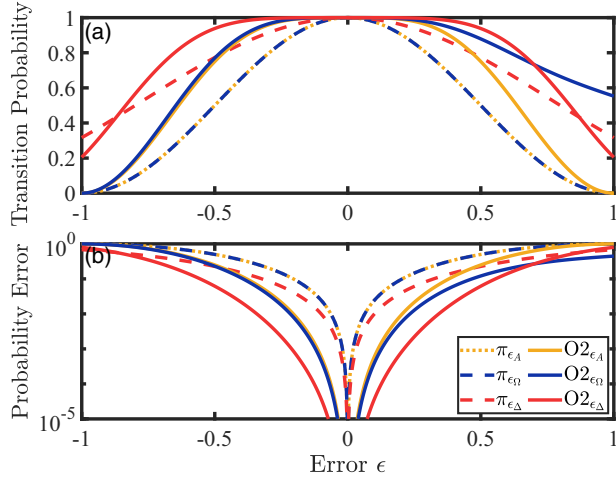 (a)
Transition Probability
1
0.8
0.6
0.4
0.2
0
-1 -0.5 0 0.5 1
(b)
Probability Error
10^0
10^-5
-1 -0.5 0 0.5 1
Error ϵ
π_{ϵ_A} O2_{ϵ_A}
π_{ϵ_Ω} O2_{ϵ_Ω}
π_{ϵ_Δ} O2_{ϵ_Δ}